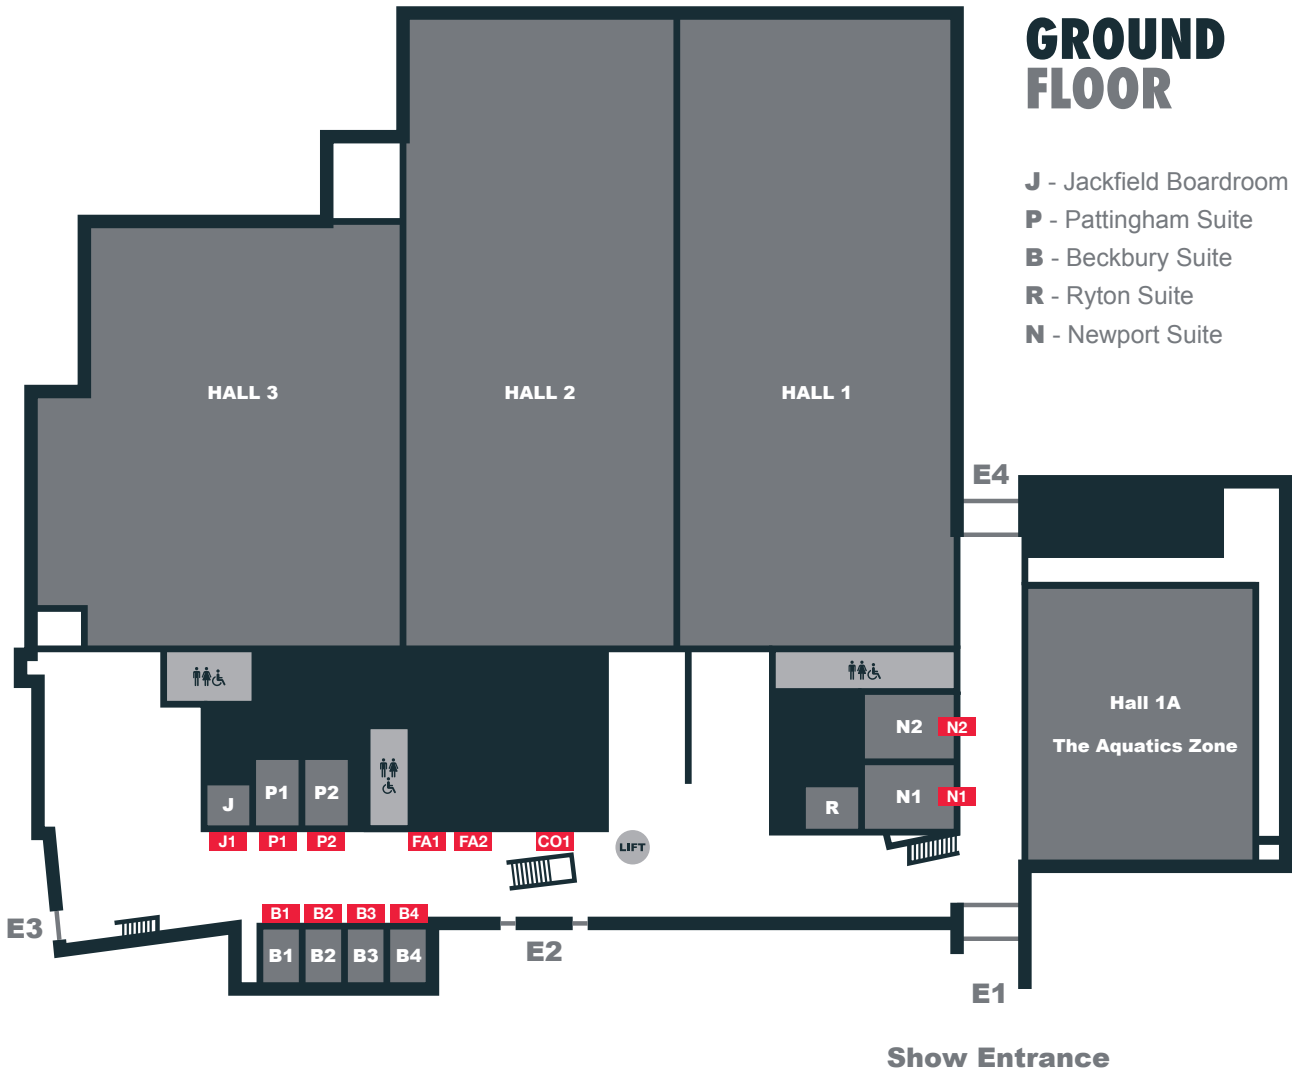 GROUND
FLOOR
J - Jackfield Boardroom
P - Pattingham Suite
B - Beckbury Suite
R - Ryton Suite
N - Newport Suite
HALL 3
HALL 2
HALL 1
E4
Hall 1A
The Aquatics Zone
N2
N2
N1
N1
R
J
P1
P2
J1
P1
P2
FA1
FA2
CO1
LIFT
B1
B2
B3
B4
B1
B2
B3
B4
E3
E2
E1
Show Entrance